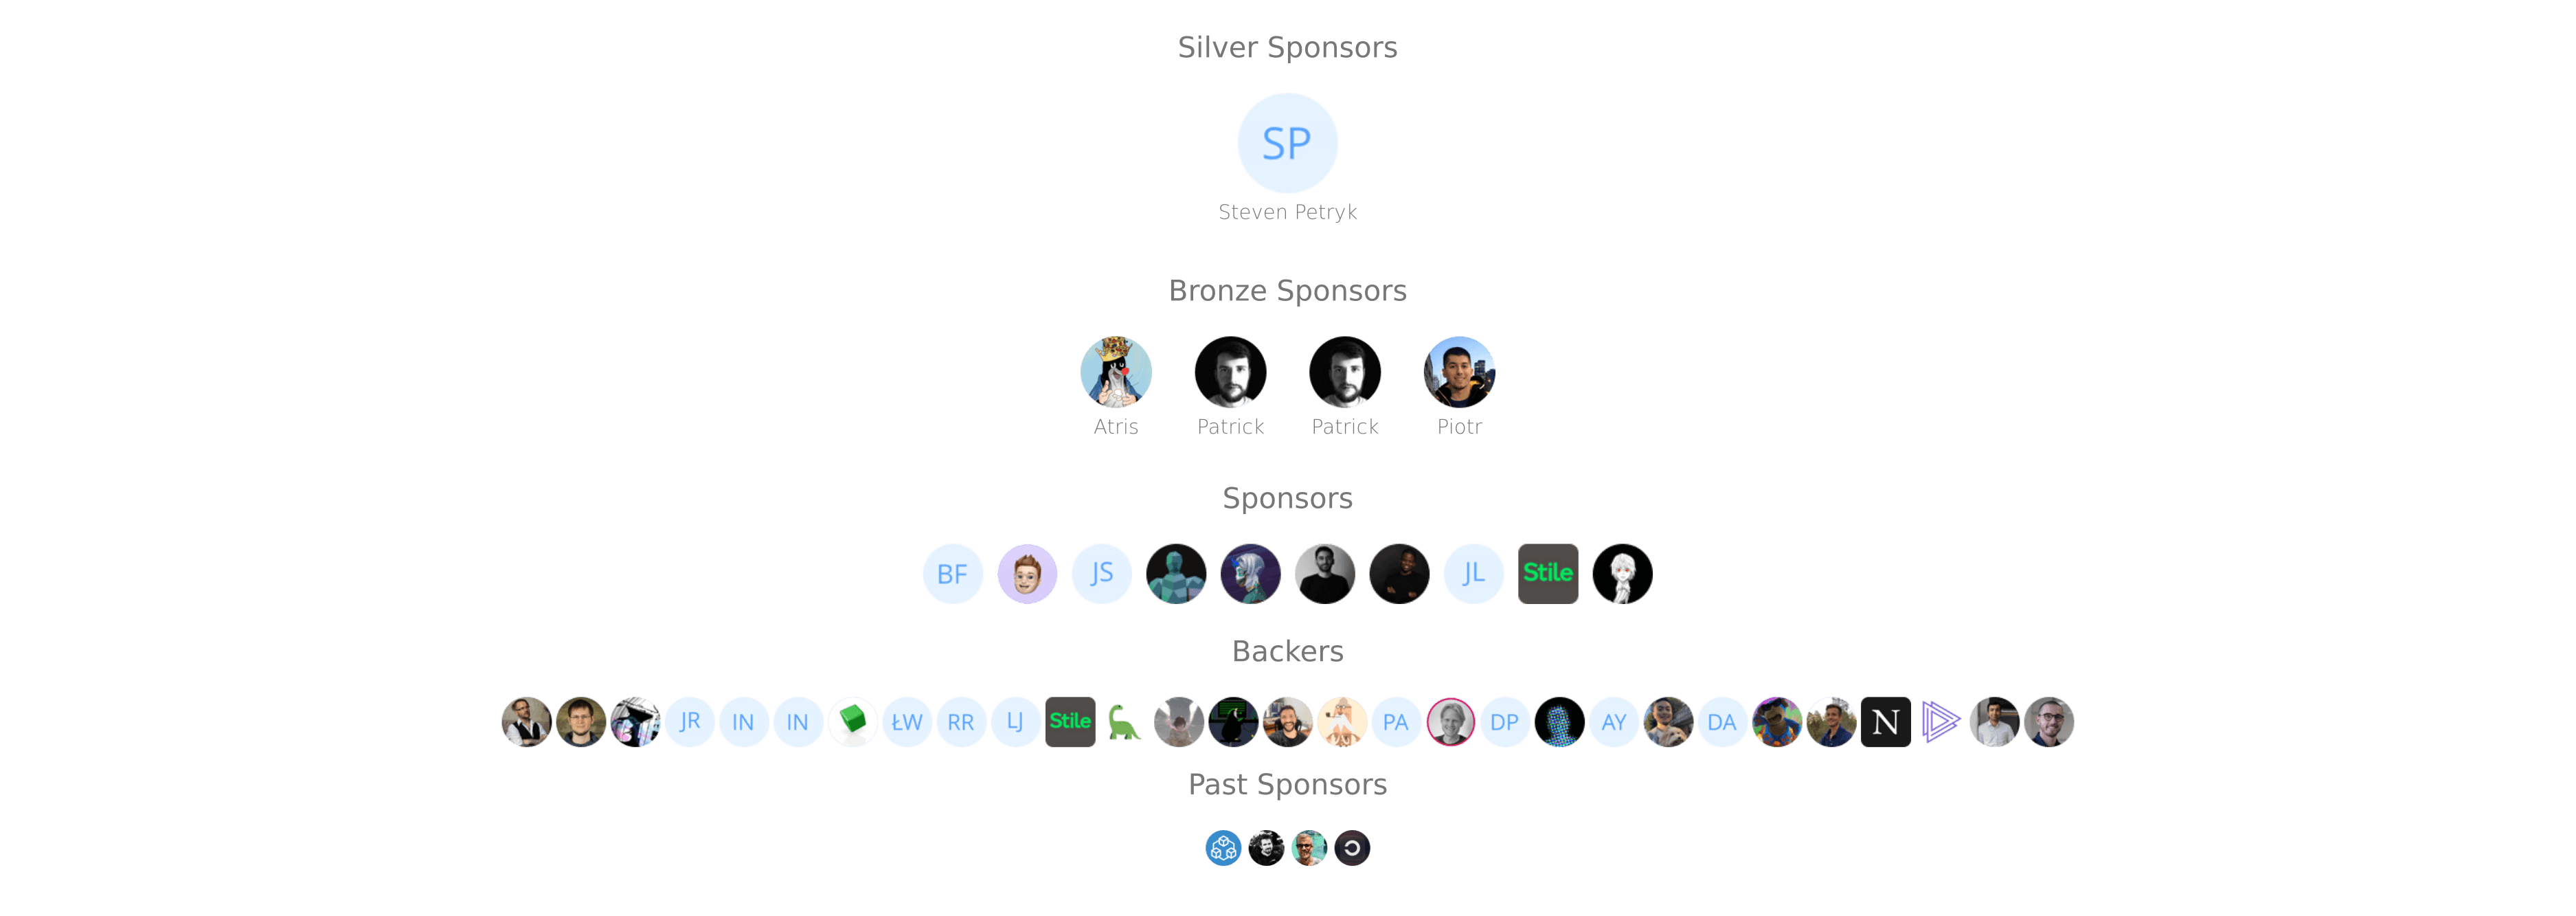 Silver Sponsors
SP
Steven Petryk
Bronze Sponsors
Atris Patrick Patrick Piotr
Sponsors
BF JS JL Stile
Backers
JR IN IN ŁW RR LJ Stile PA DP AY DA N
Past Sponsors